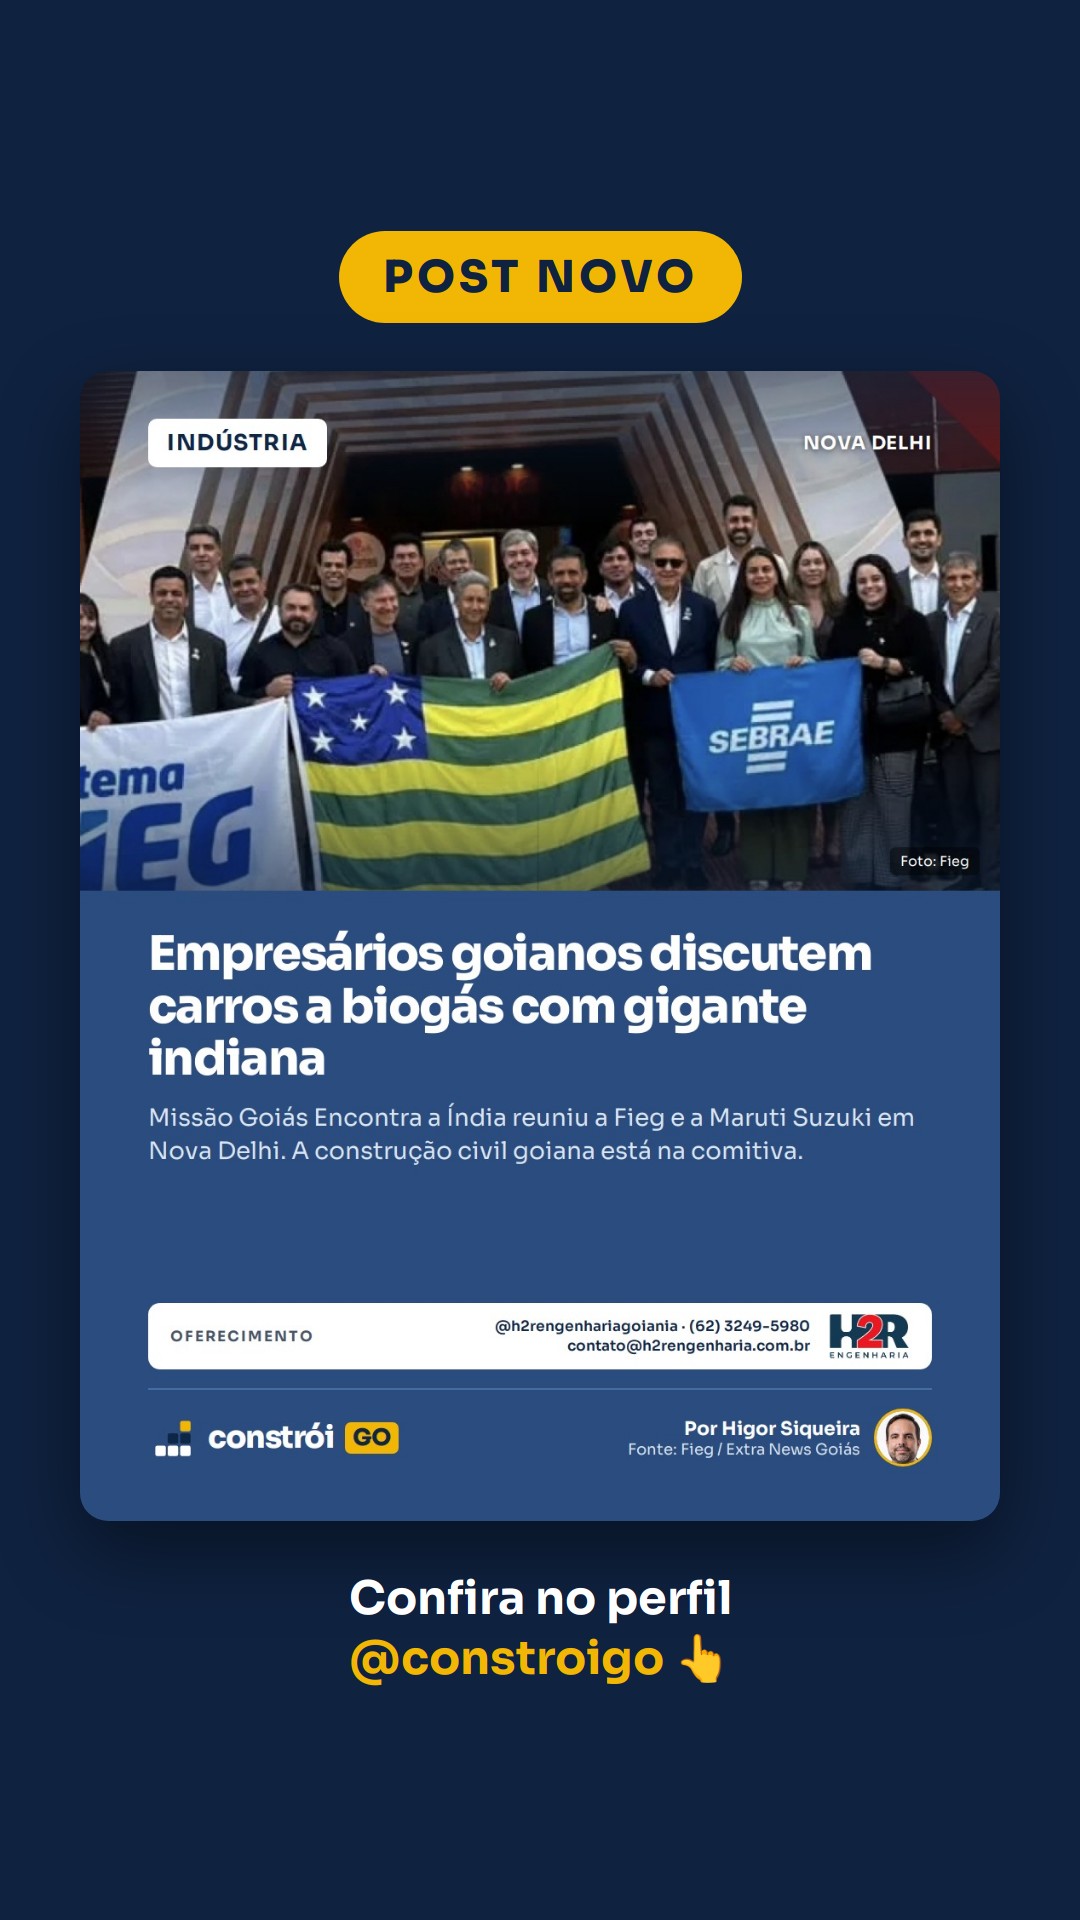 POST NOVO
INDÚSTRIA
NOVA DELHI
tema
IEG
SEBRAE
Foto: Fieg
Empresários goianos discutem
carros a biogás com gigante
indiana
Missão Goiás Encontra a Índia reuniu a Fieg e a Maruti Suzuki em
Nova Delhi. A construção civil goiana está na comitiva.
OFERECIMENTO
@h2rengenhariagoiania · (62) 3249-5980
contato@h2rengenharia.com.br
H2R
ENGENHARIA
constrói GO
Por Higor Siqueira
Fonte: Fieg / Extra News Goiás
Confira no perfil
@constroigo 👆